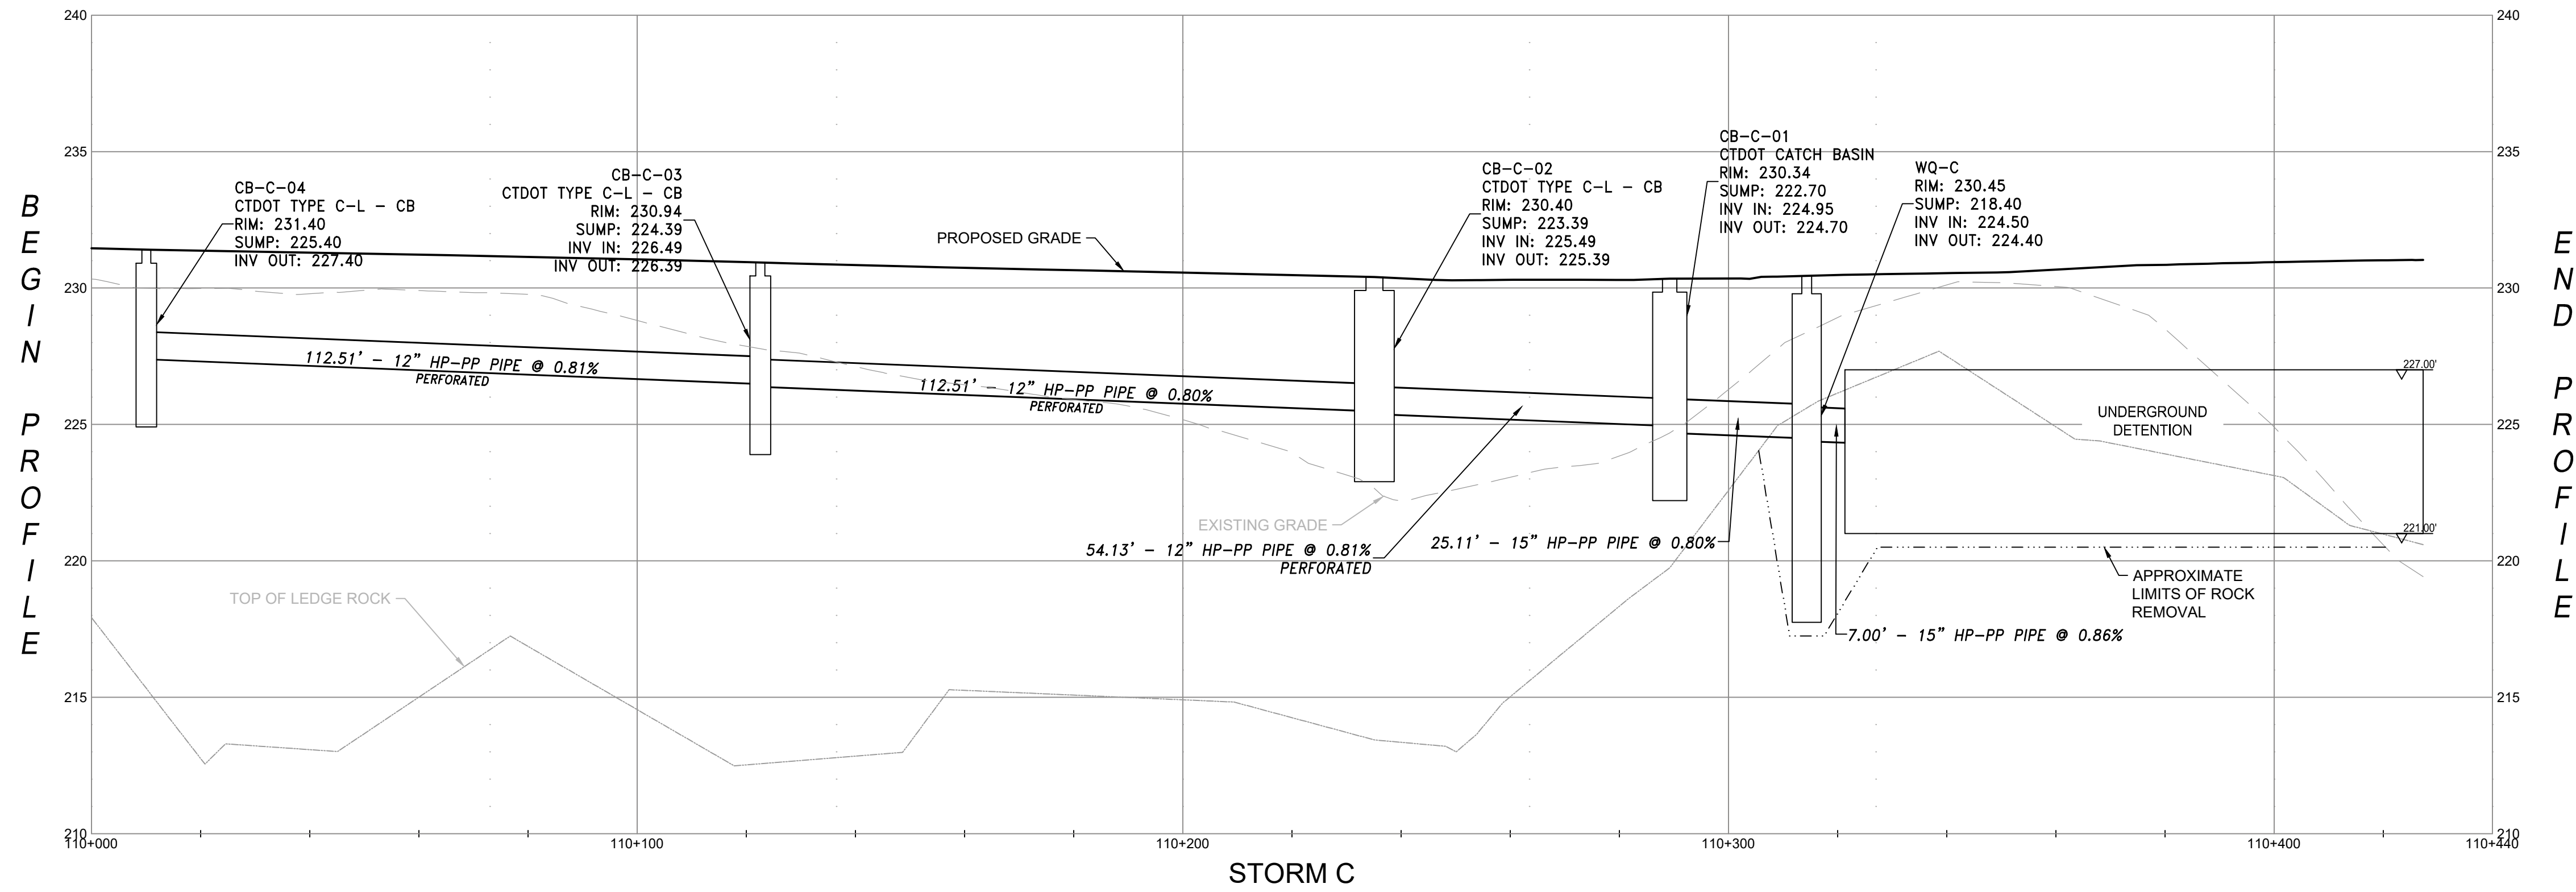 240
240
235
235
230
230
225
225
220
220
215
215
210
210
BEGIN PROFILE
END PROFILE
CB-C-04
CTDOT TYPE C-L - CB
RIM: 231.40
SUMP: 225.40
INV OUT: 227.40
CB-C-03
CTDOT TYPE C-L - CB
RIM: 230.94
SUMP: 224.39
INV IN: 226.49
INV OUT: 226.39
PROPOSED GRADE
CB-C-02
CTDOT TYPE C-L - CB
RIM: 230.40
SUMP: 223.39
INV IN: 225.49
INV OUT: 225.39
CB-C-01
CTDOT CATCH BASIN
RIM: 230.34
SUMP: 222.70
INV IN: 224.95
INV OUT: 224.70
WQ-C
RIM: 230.45
SUMP: 218.40
INV IN: 224.50
INV OUT: 224.40
112.51' - 12" HP-PP PIPE @ 0.81%
PERFORATED
112.51' - 12" HP-PP PIPE @ 0.80%
PERFORATED
227.00'
UNDERGROUND
DETENTION
221.00'
EXISTING GRADE
54.13' - 12" HP-PP PIPE @ 0.81%
PERFORATED
25.11' - 15" HP-PP PIPE @ 0.80%
TOP OF LEDGE ROCK
APPROXIMATE
LIMITS OF ROCK
REMOVAL
7.00' - 15" HP-PP PIPE @ 0.86%
110+000
110+100
110+200
110+300
110+400
110+440
STORM C